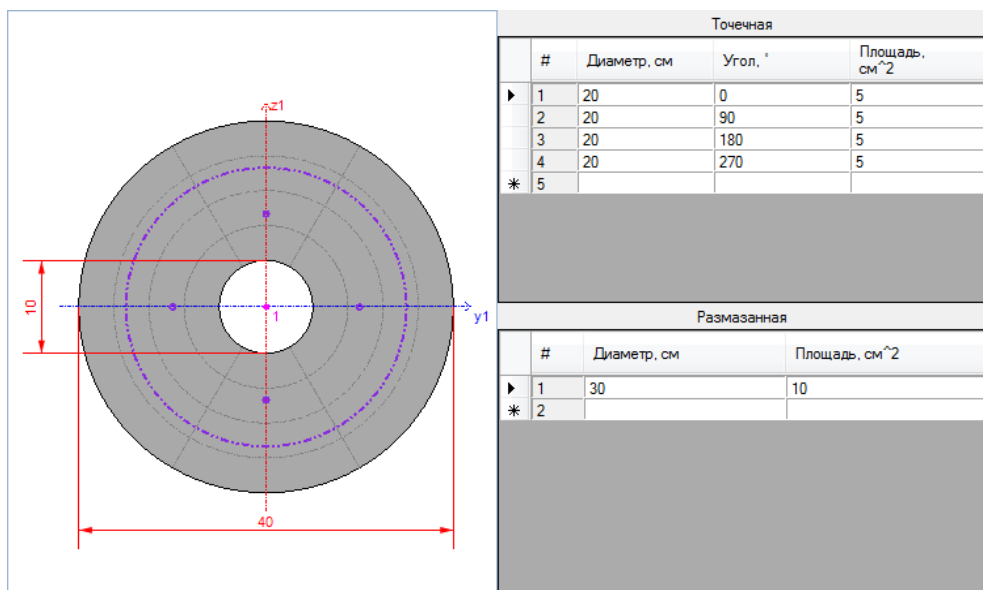 z1
10
1
y1
40
Точечная
# Диаметр, см Угол, ' Площадь, см^2
1 20 0 5
2 20 90 5
3 20 180 5
4 20 270 5
5
Размазанная
# Диаметр, см Площадь, см^2
1 30 10
2